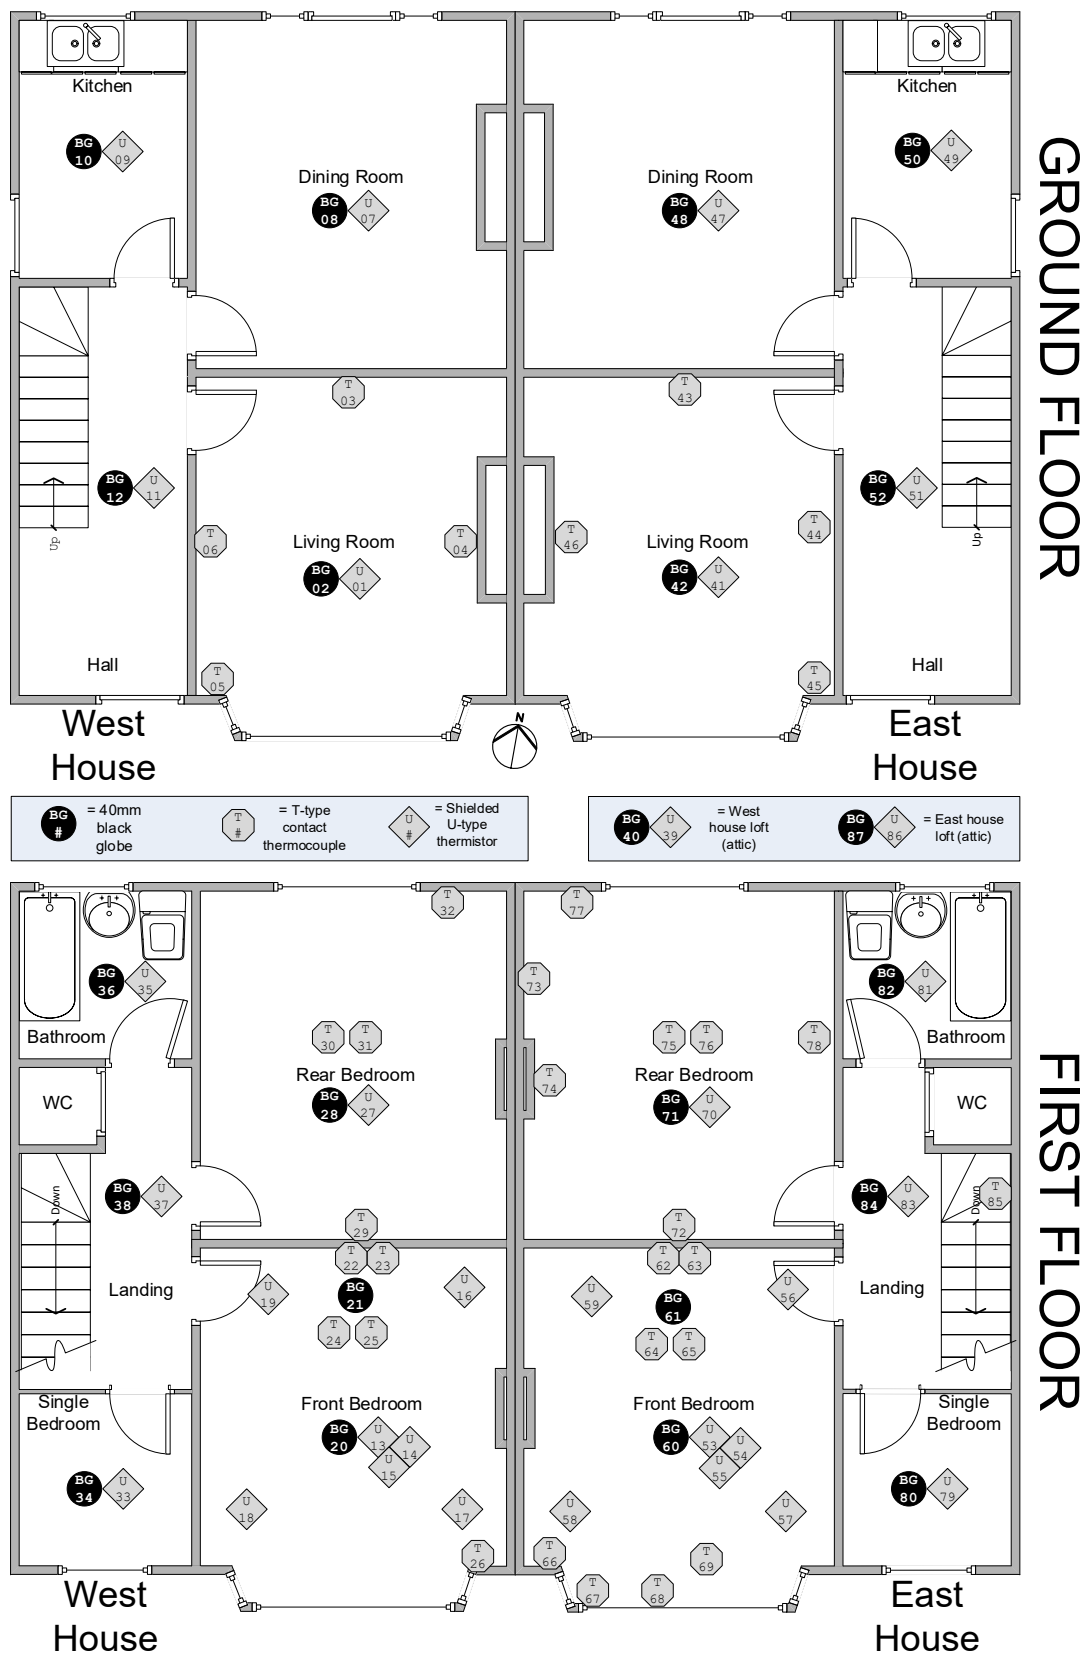 Kitchen
BG
10
U
09
Dining Room
BG
08
U
07
Dining Room
BG
48
U
47
Kitchen
BG
50
U
49
GROUND FLOOR
T
03
T
43
BG
12
U
11
Up
T
06
Living Room
T
04
BG
02
U
01
T
46
Living Room
T
44
BG
42
U
41
BG
52
U
51
Up
Hall
T
05
T
45
Hall
West
House
N
East
House
BG
#
= 40mm
black
globe
T
#
= T-type
contact
thermocouple
U
#
= Shielded
U-type
thermistor
BG
40
U
39
= West
house loft
(attic)
BG
87
U
86
= East house
loft (attic)
T
32
T
77
BG
36
U
35
Bathroom
T
73
BG
82
U
81
Bathroom
T
30
T
31
Rear Bedroom
BG
28
U
27
T
75
T
76
T
78
T
74
Rear Bedroom
BG
71
U
70
WC
WC
FIRST FLOOR
Down
BG
38
U
37
BG
84
U
83
Down
T
85
T
29
T
72
T
22
T
23
T
62
T
63
Landing
U
19
BG
21
U
16
T
24
T
25
U
59
BG
61
U
56
T
64
T
65
Landing
Single
Bedroom
Front Bedroom
BG
20
U
13
U
14
U
15
Front Bedroom
BG
60
U
53
U
54
U
55
Single
Bedroom
BG
34
U
33
BG
80
U
79
U
18
U
17
U
58
U
57
T
26
T
66
T
69
T
67
T
68
West
House
East
House